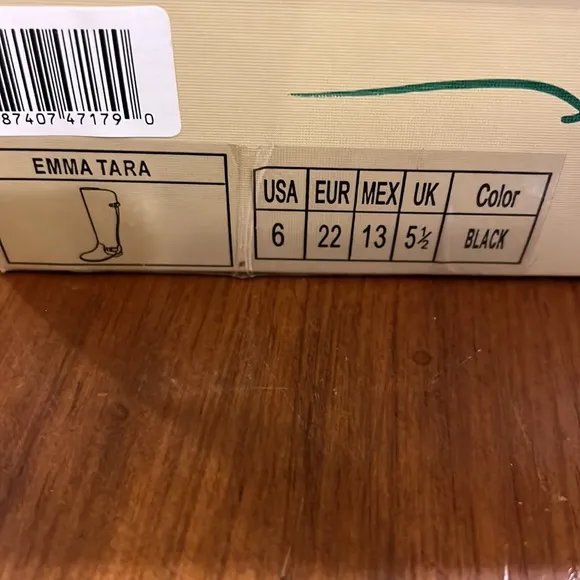 87407 47179 0
EMMA TARA
USA EUR MEX UK Color
6 22 13 5½ BLACK